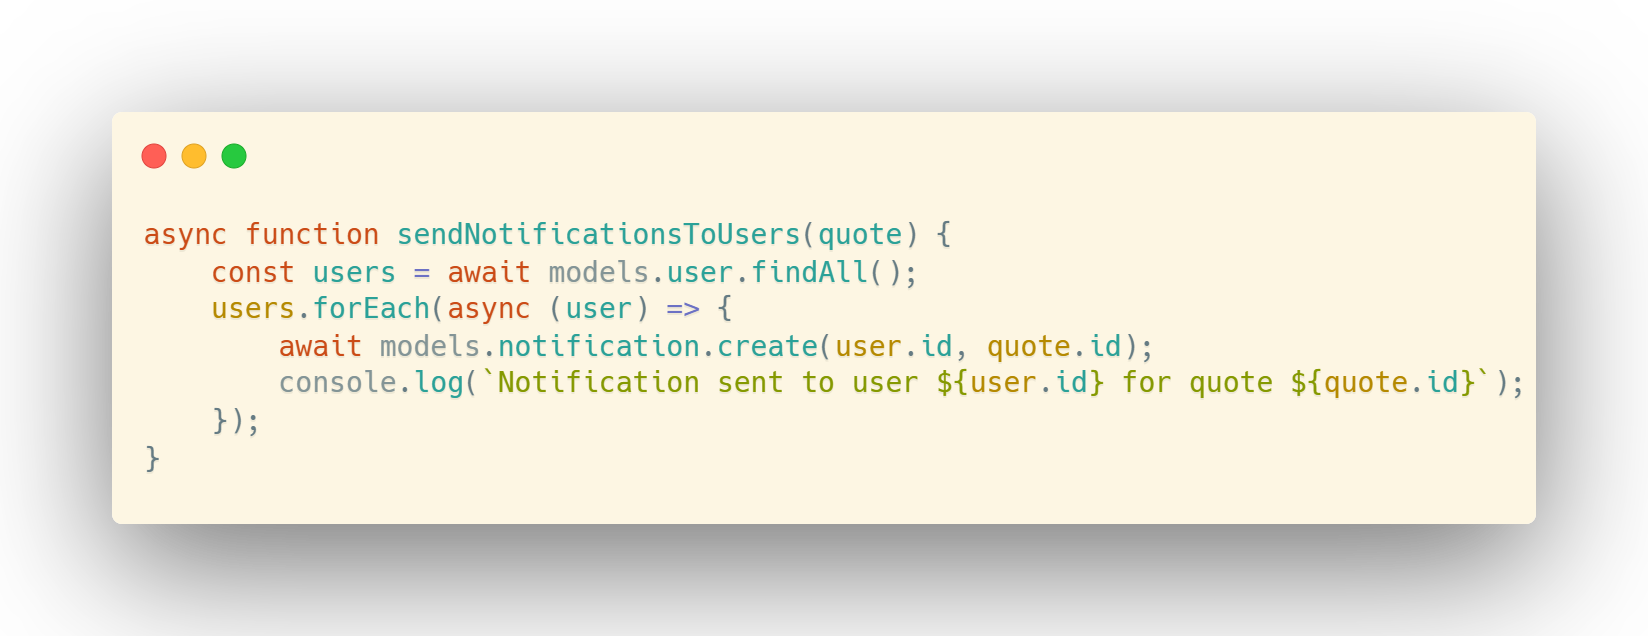 async function sendNotificationsToUsers(quote) {
    const users = await models.user.findAll();
    users.forEach(async (user) => {
        await models.notification.create(user.id, quote.id);
        console.log(`Notification sent to user ${user.id} for quote ${quote.id}`);
    });
}